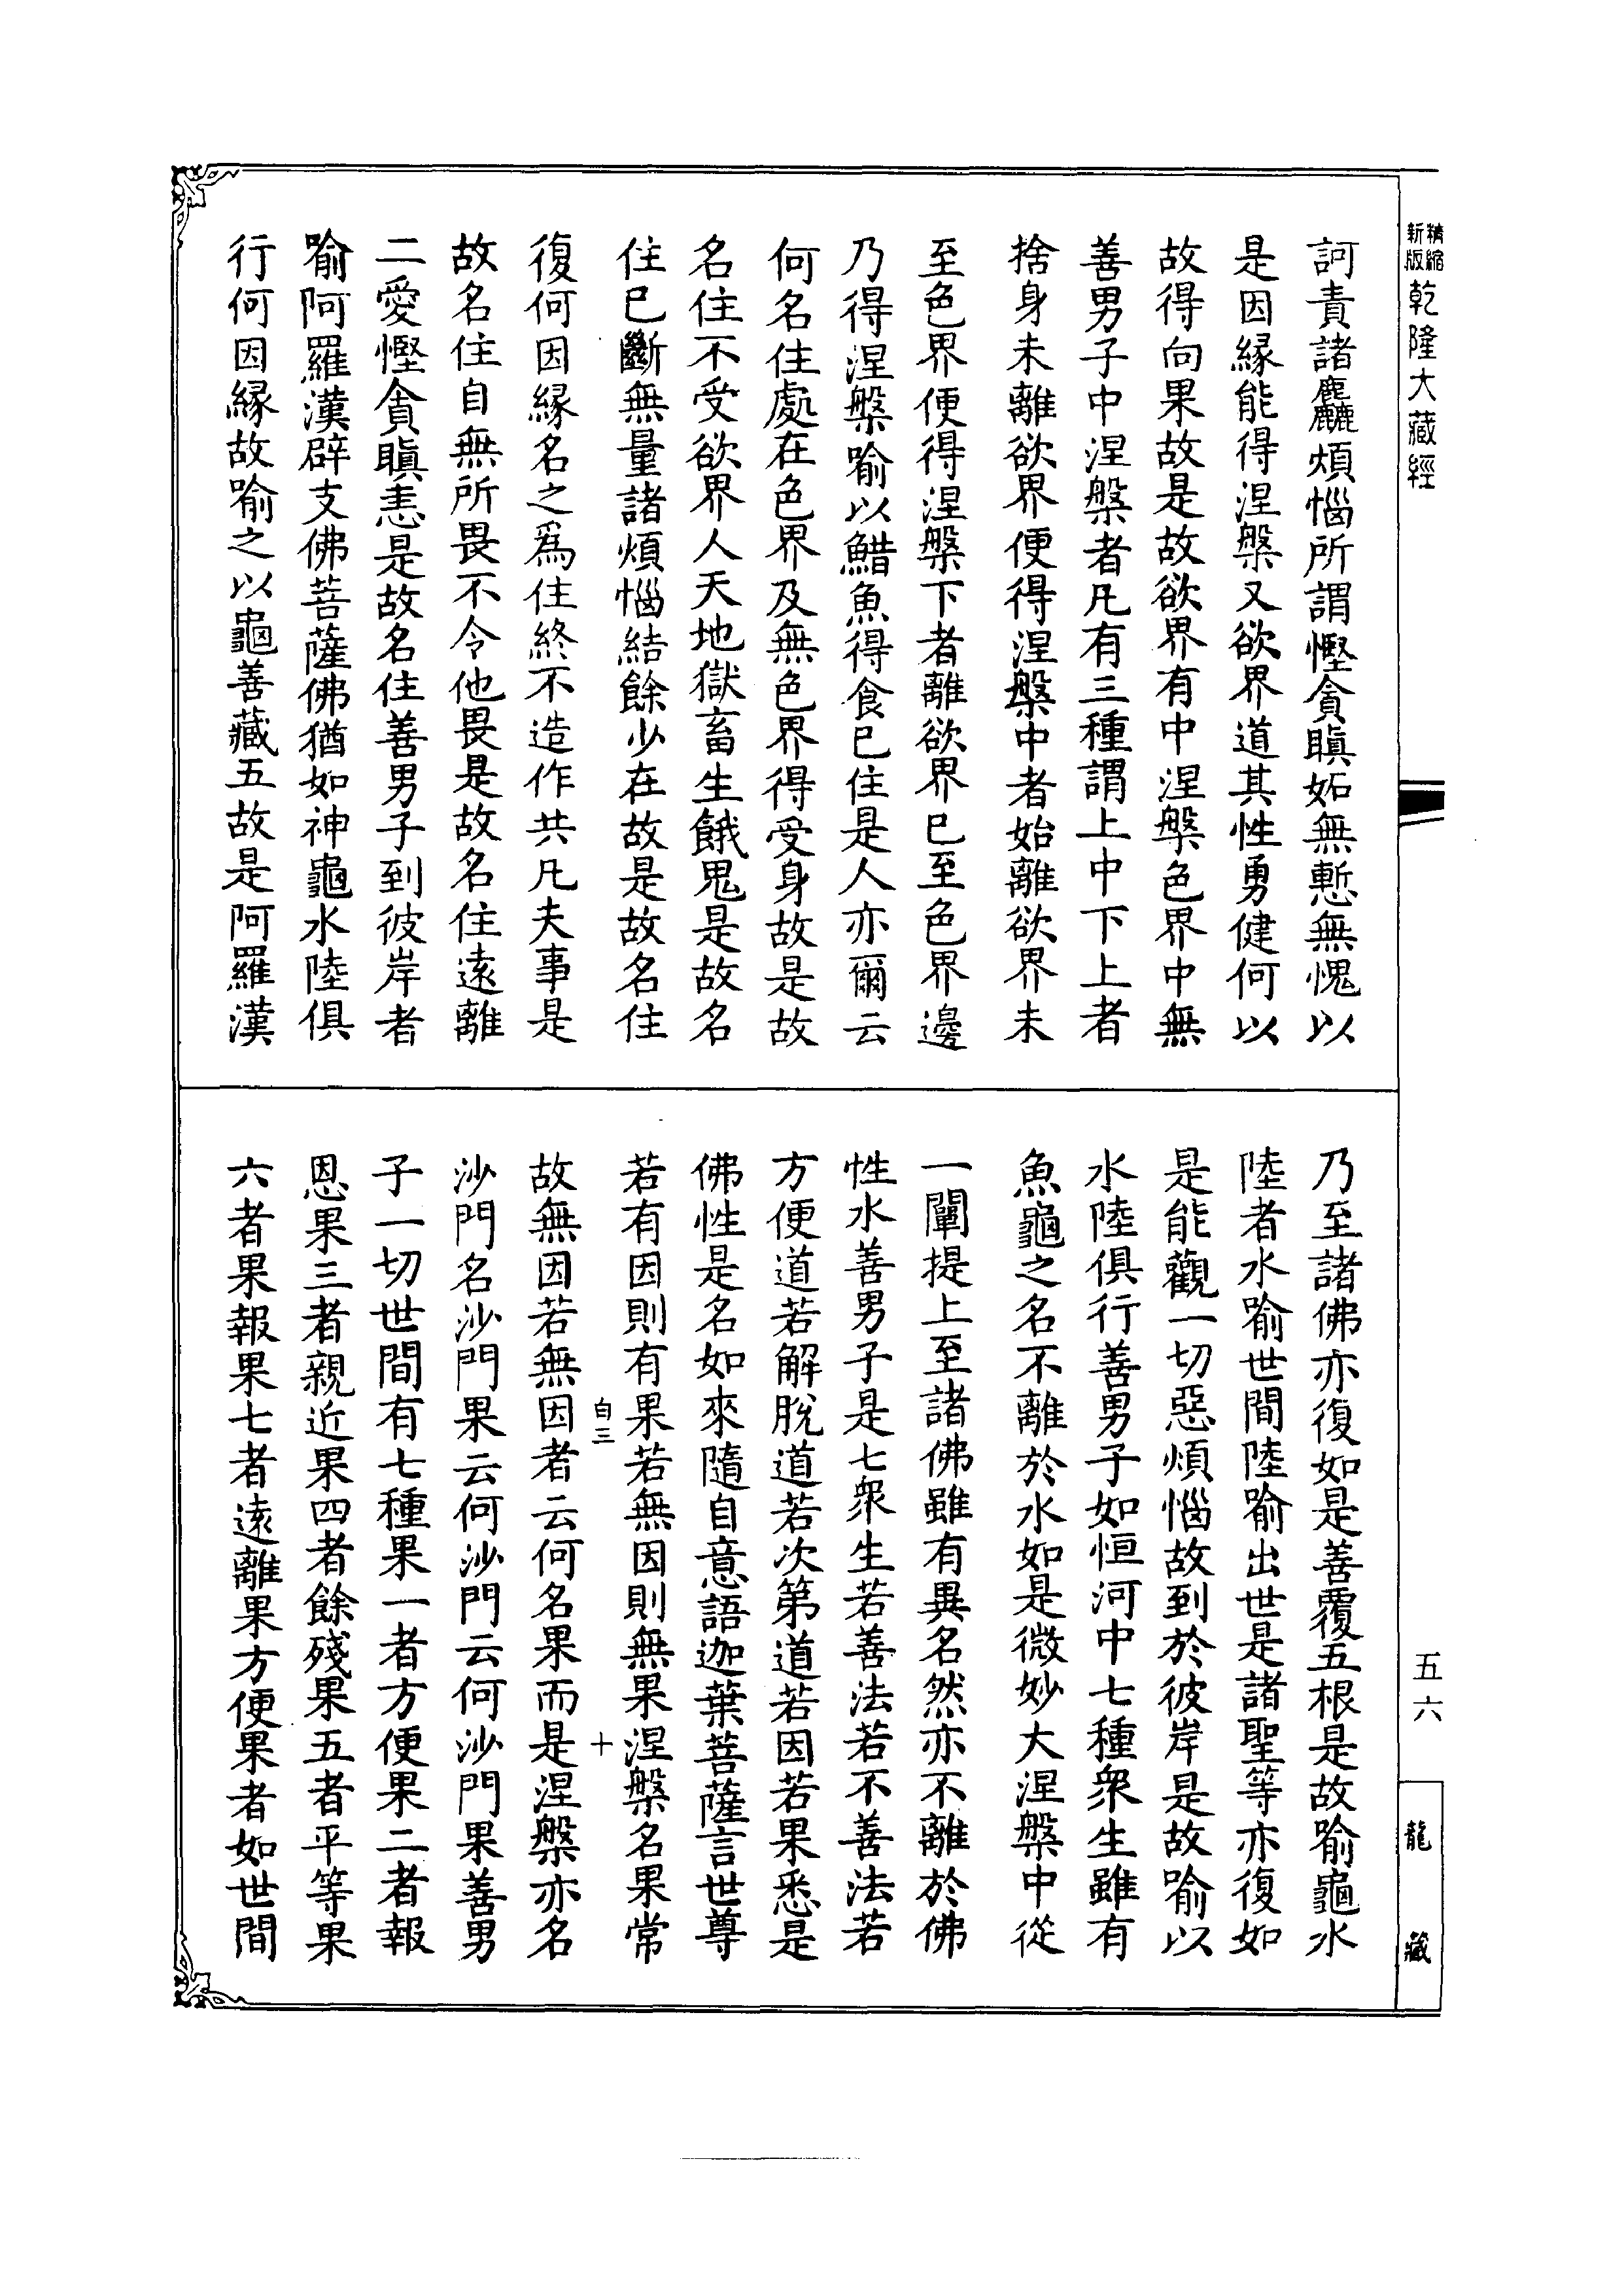 精縮
新版
乾隆大藏經
訶責諸麤煩惱所謂慳貪瞋妬無慙無愧以
是因緣能得涅槃又欲界道其性勇健何以
故得向果故是故欲界有中涅槃色界中無
善男子中涅槃者凡有三種謂上中下上者
捨身未離欲界便得涅槃中者始離欲界未
至色界便得涅槃下者離欲界已至色界邊
乃得涅槃喻以鯌魚得食已住是人亦爾云
何名住處在色界及無色界得受身故是故
名住不受欲界人天地獄畜生餓鬼是故名
住已斷無量諸煩惱結餘少在故是故名住
復何因緣名之爲住終不造作共凡夫事是
故名住自無所畏不令他畏是故名住遠離
二愛慳貪瞋恚是故名住善男子到彼岸者
喻阿羅漢辟支佛菩薩佛猶如神龜水陸俱
行何因緣故喻之以龜善藏五故是阿羅漢
乃至諸佛亦復如是善覆五根是故喻龜水
陸者水喻世間陸喻出世是諸聖等亦復如
是能觀一切惡煩惱故到於彼岸是故喻以
水陸俱行善男子如恒河中七種衆生雖有
魚龜之名不離於水如是微妙大涅槃中從
一闡提上至諸佛雖有異名然亦不離於佛
性水善男子是七衆生若善法若不善法若
方便道若解脫道若次第道若因若果悉是
佛性是名如來隨自意語迦葉菩薩言世尊
若有因則有果若無因則無果涅槃名果常
白三
十
故無因若無因者云何名果而是涅槃亦名
沙門名沙門果云何沙門云何沙門果善男
子一切世間有七種果一者方便果二者報
恩果三者親近果四者餘殘果五者平等果
六者果報果七者遠離果方便果者如世間
五六
龍藏